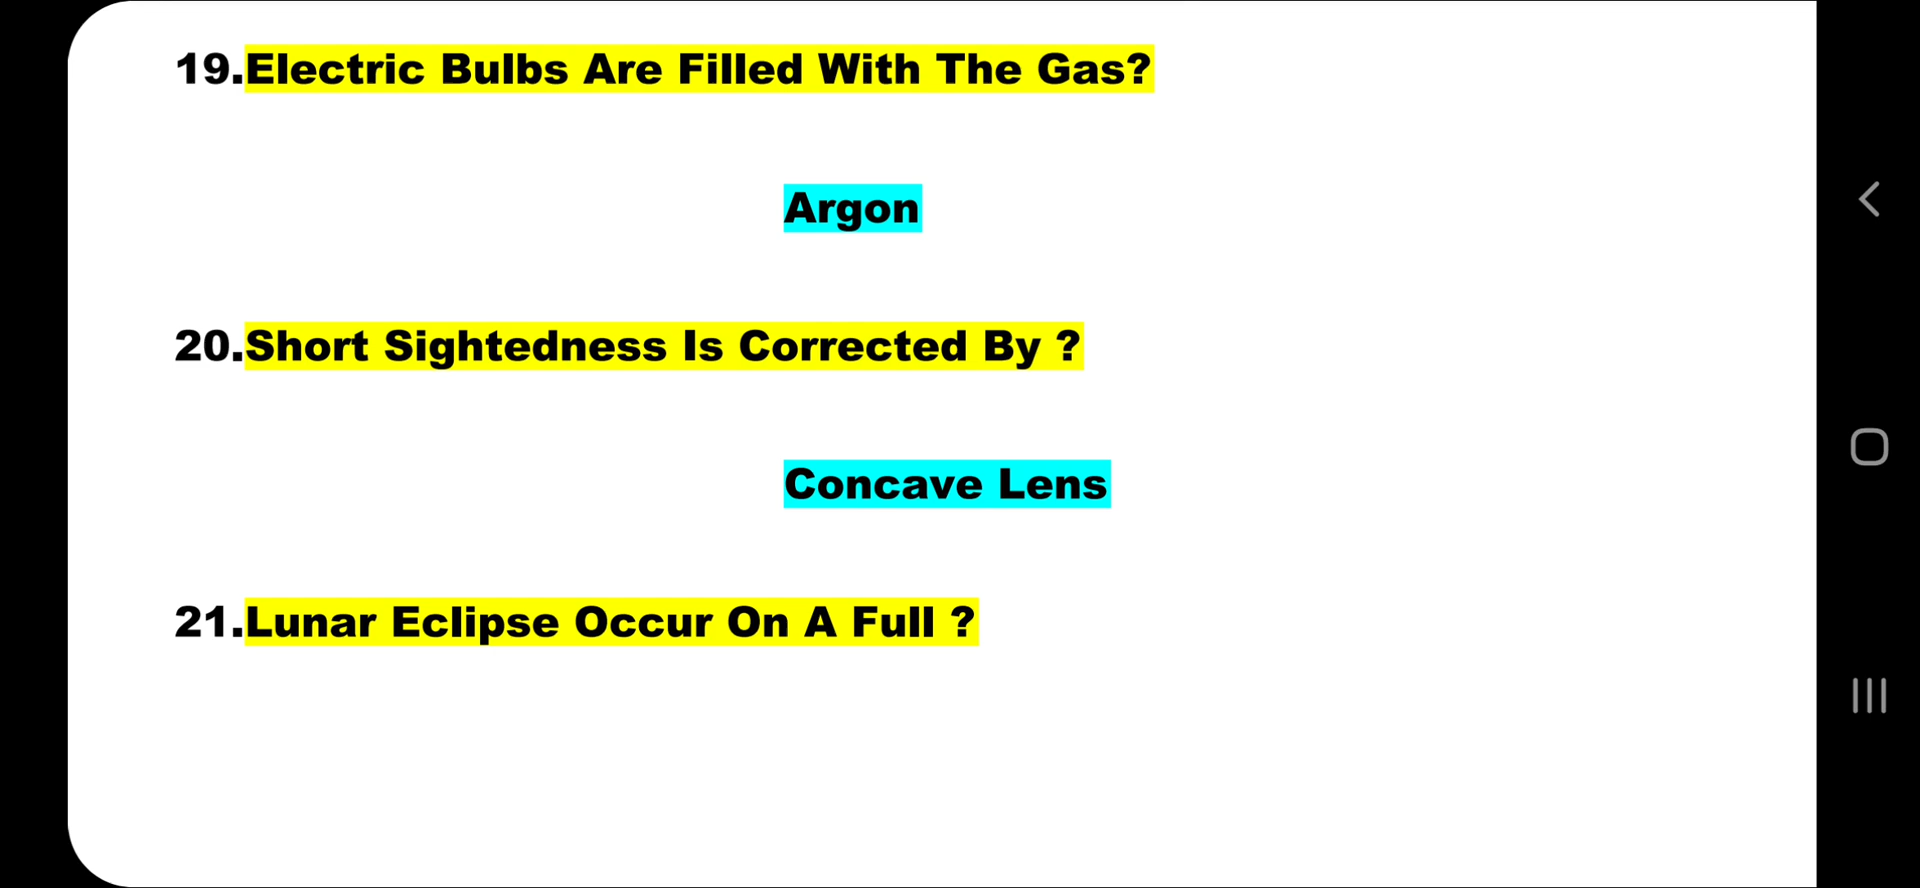 19.Electric Bulbs Are Filled With The Gas?
Argon
20.Short Sightedness Is Corrected By ?
Concave Lens
21.Lunar Eclipse Occur On A Full ?